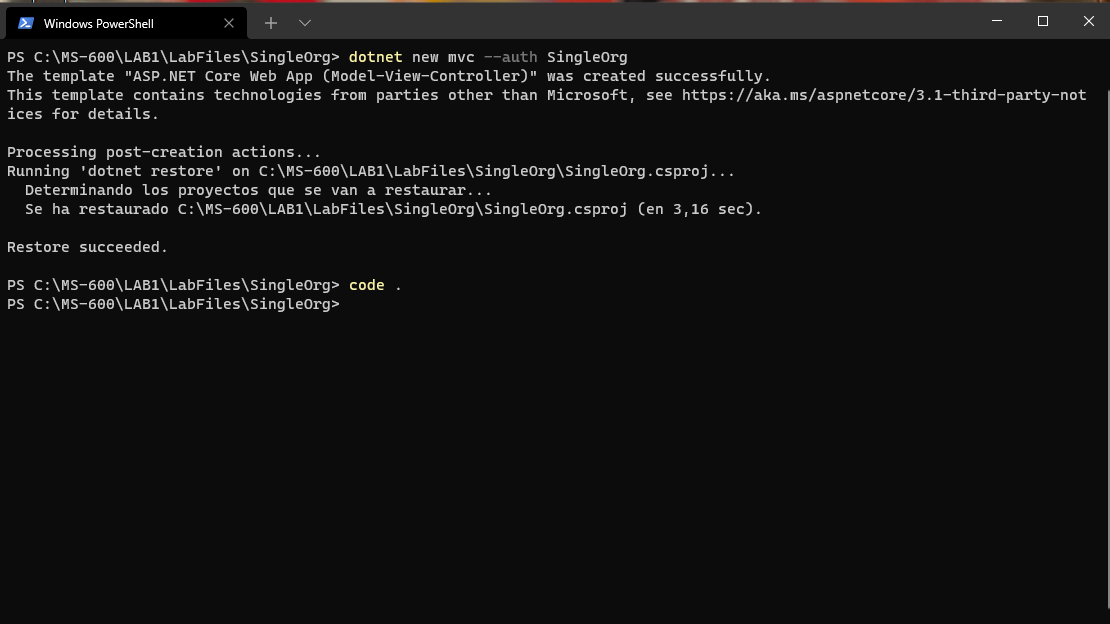 Windows PowerShell
PS C:\MS-600\LAB1\LabFiles\SingleOrg> dotnet new mvc --auth SingleOrg
The template "ASP.NET Core Web App (Model-View-Controller)" was created successfully.
This template contains technologies from parties other than Microsoft, see https://aka.ms/aspnetcore/3.1-third-party-not
ices for details.
Processing post-creation actions...
Running 'dotnet restore' on C:\MS-600\LAB1\LabFiles\SingleOrg\SingleOrg.csproj...
Determinando los proyectos que se van a restaurar...
Se ha restaurado C:\MS-600\LAB1\LabFiles\SingleOrg\SingleOrg.csproj (en 3,16 sec).
Restore succeeded.
PS C:\MS-600\LAB1\LabFiles\SingleOrg> code .
PS C:\MS-600\LAB1\LabFiles\SingleOrg>